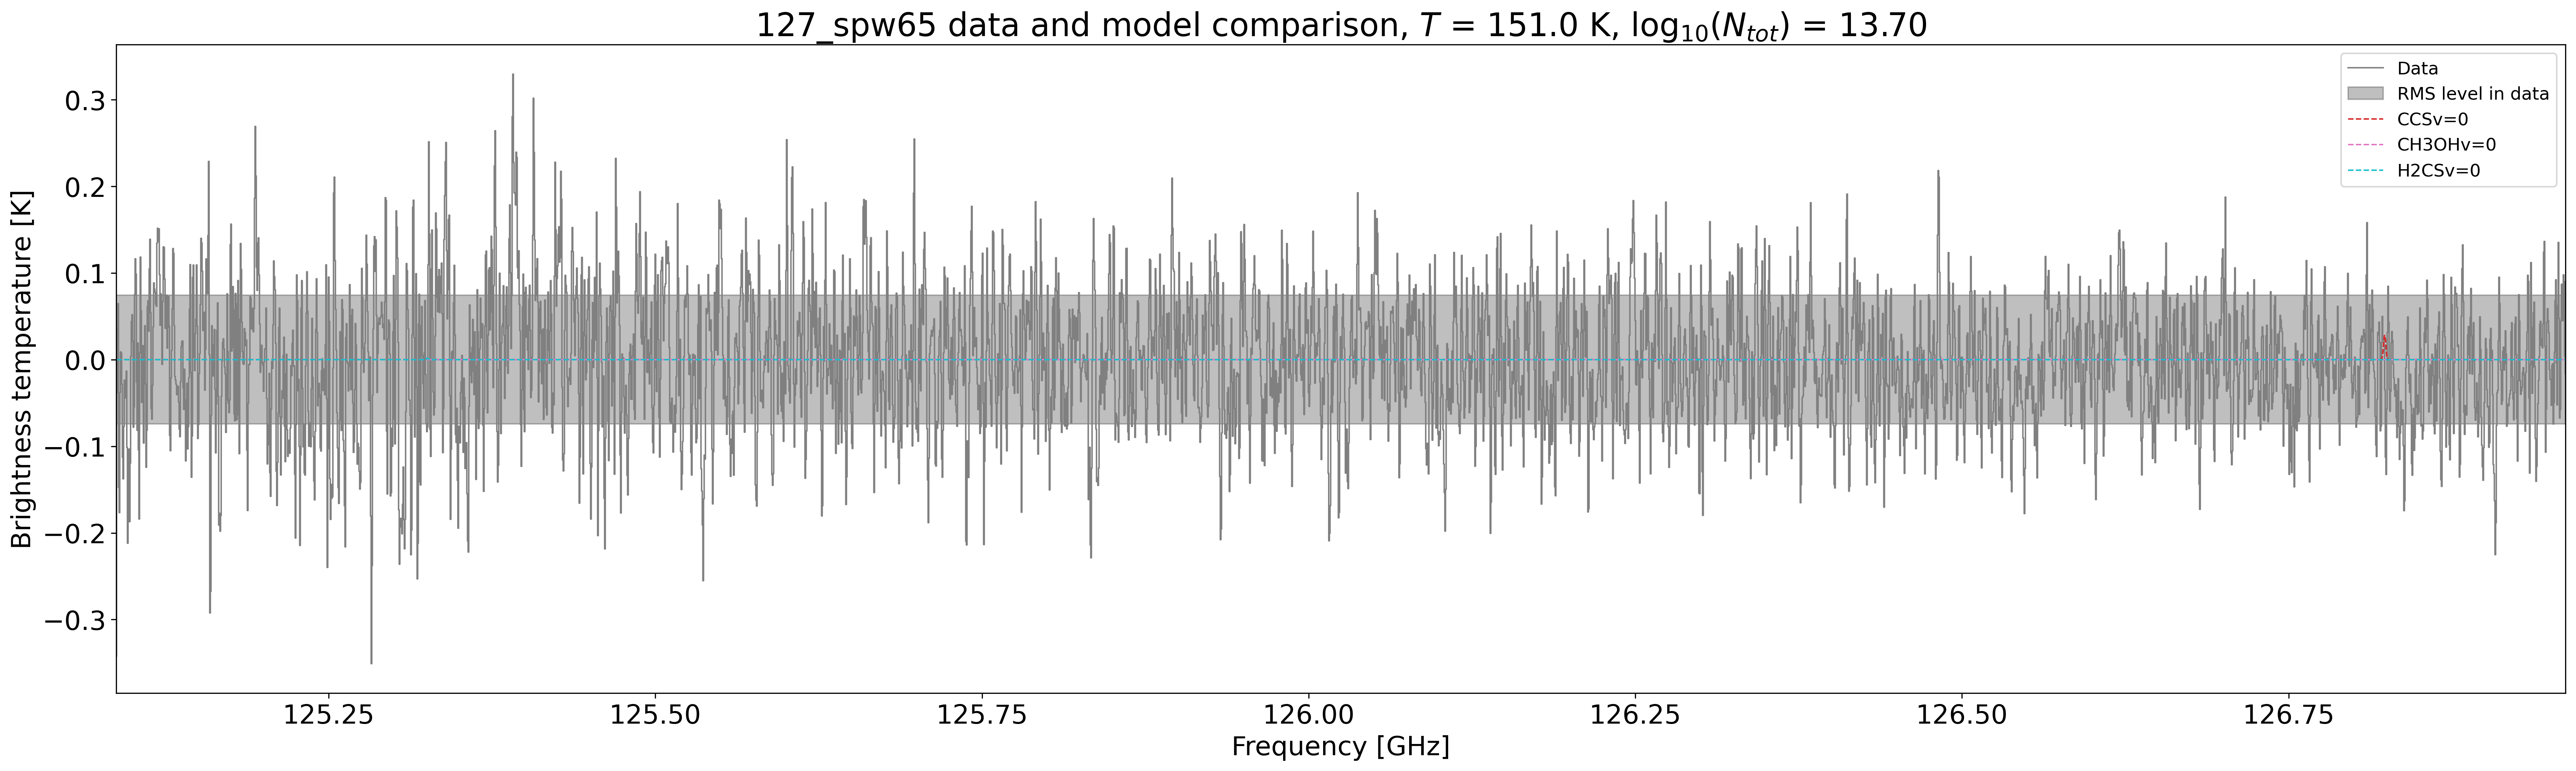 127_spw65 data and model comparison, T = 151.0 K, log₁₀(Nₜₒₜ) = 13.70
Data
RMS level in data
CCSv=0
CH3OHv=0
H2CSv=0
Brightness temperature [K]
0.3
0.2
0.1
0.0
−0.1
−0.2
−0.3
125.25 125.50 125.75 126.00 126.25 126.50 126.75
Frequency [GHz]